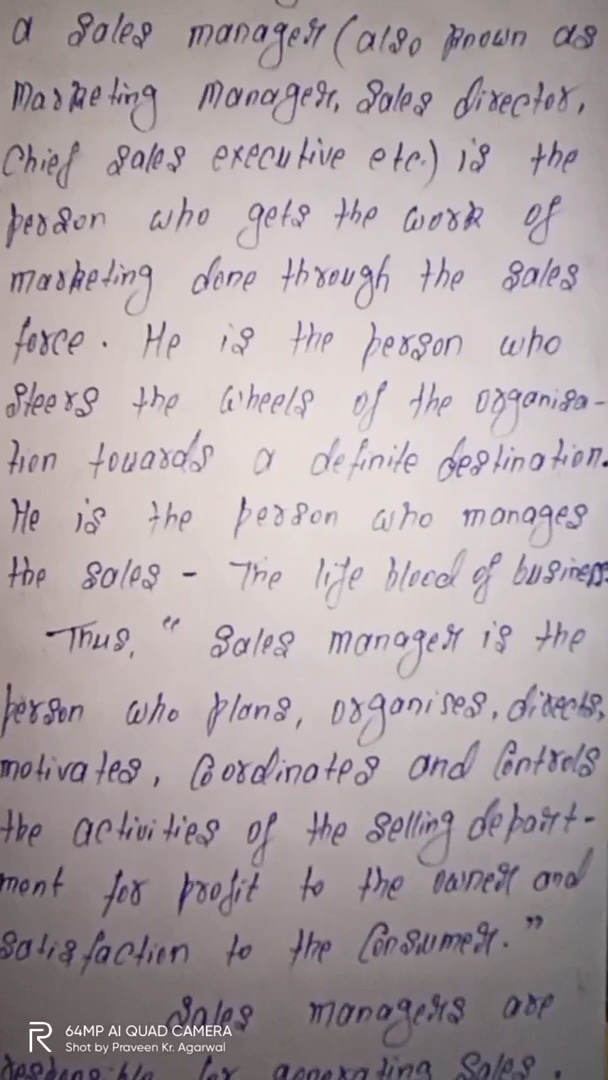 a sales manager (also known as
marketing manager, sales director,
Chief sales executive etc.) is the
person who gets the work of
marketing done through the sales
force. He is the person who
steers the wheels of the organisa-
tion towards a definite destination.
He is the person who manages
the sales - The life blood of business.
Thus, "Sales manager is the
person who plans, organises, directs,
motivates, Coordinates and Controls
the activities of the selling depart-
ment for profit to the owner and
satisfaction to the Consumer."
Sales managers are
responsible for generating sales.
64MP AI QUAD CAMERA
Shot by Praveen Kr. Agarwal